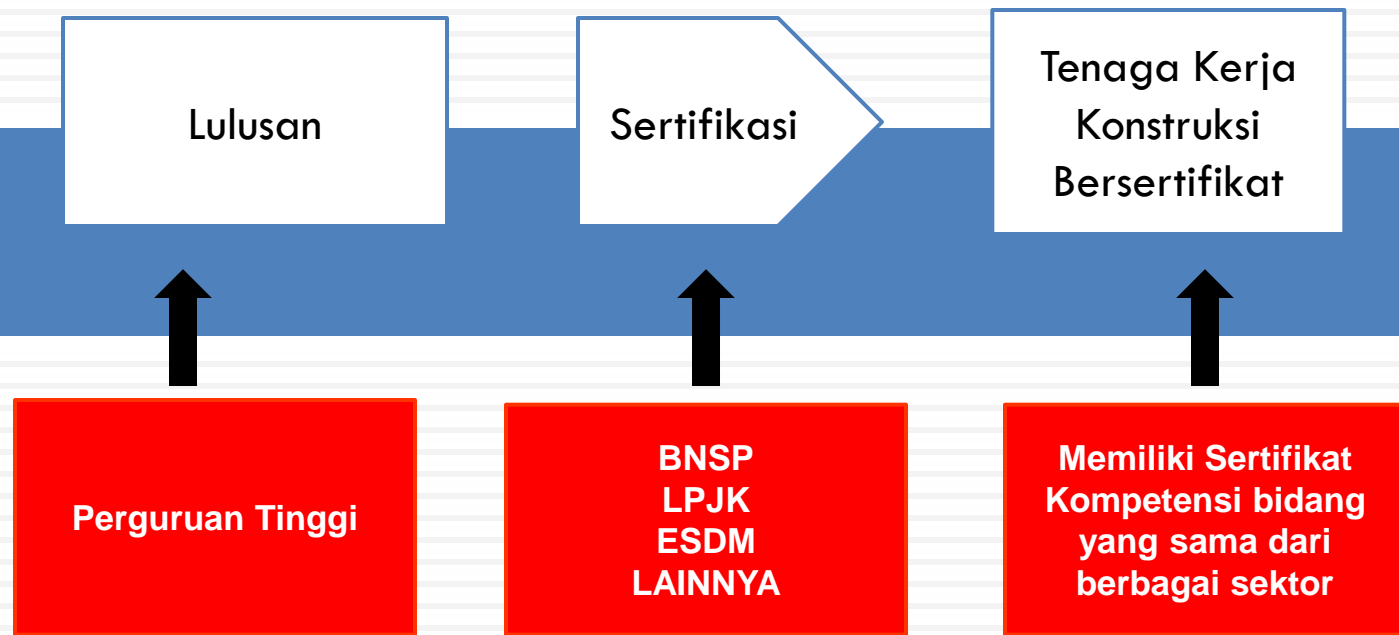 Lulusan
Sertifikasi
Tenaga Kerja
Konstruksi
Bersertifikat
Perguruan Tinggi
BNSP
LPJK
ESDM
LAINNYA
Memiliki Sertifikat
Kompetensi bidang
yang sama dari
berbagai sektor